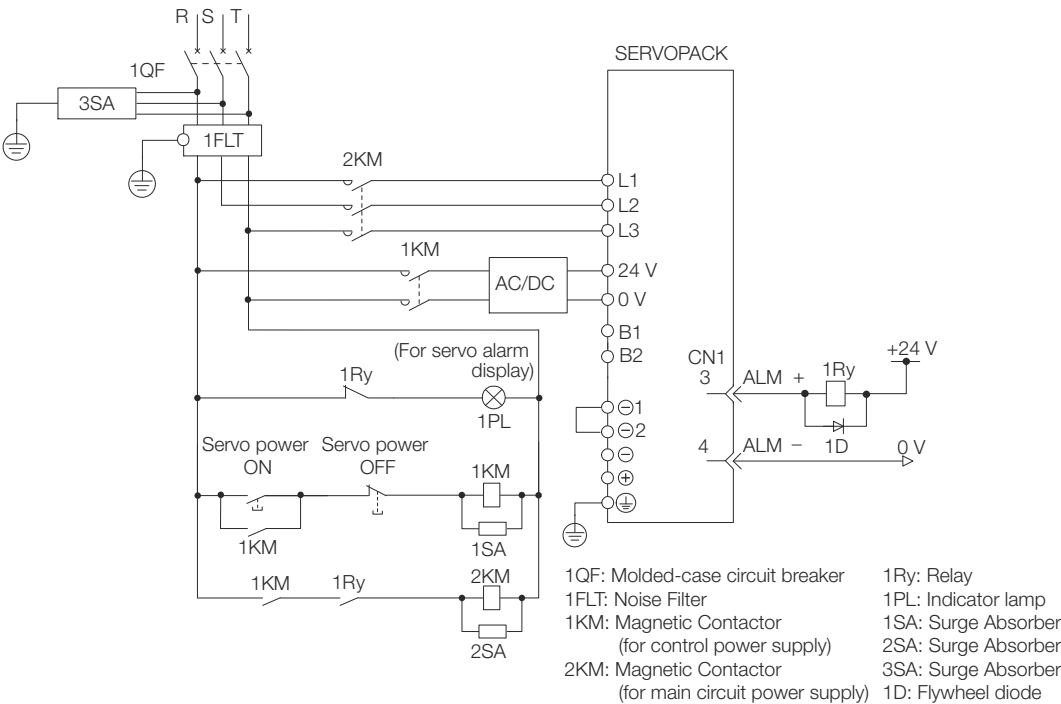 R S T
SERVOPACK
1QF
3SA
1FLT
2KM
L1
L2
L3
1KM
AC/DC
24 V
0 V
B1
B2
(For servo alarm
display)
CN1
+24 V
1Ry
3 ALM +
1Ry
1PL
⊖1
⊖2
4 ALM − 1D 0 V
Servo power
ON
Servo power
OFF
⊖
⊕
1KM
1KM
1SA
1KM
1Ry
2KM
2SA
1QF: Molded-case circuit breaker
1FLT: Noise Filter
1KM: Magnetic Contactor
(for control power supply)
2KM: Magnetic Contactor
(for main circuit power supply)
1Ry: Relay
1PL: Indicator lamp
1SA: Surge Absorber
2SA: Surge Absorber
3SA: Surge Absorber
1D: Flywheel diode